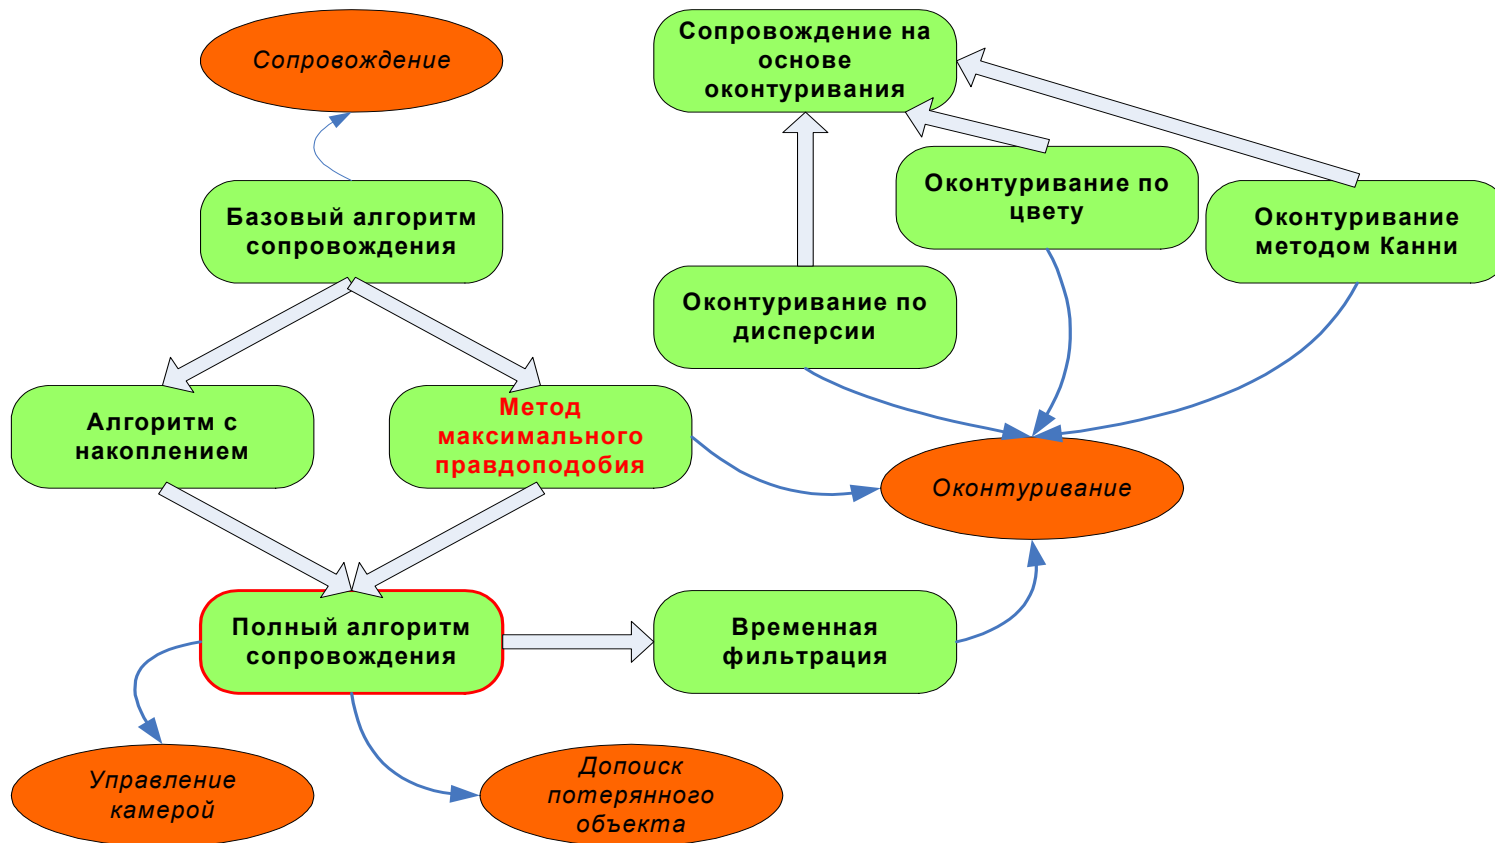 Сопровождение
Сопровождение на
основе
оконтуривания
Базовый алгоритм
сопровождения
Оконтуривание по
цвету
Оконтуривание
методом Канни
Оконтуривание по
дисперсии
Алгоритм с
накоплением
Метод
максимального
правдоподобия
Оконтуривание
Полный алгоритм
сопровождения
Временная
фильтрация
Управление
камерой
Допоиск
потерянного
объекта